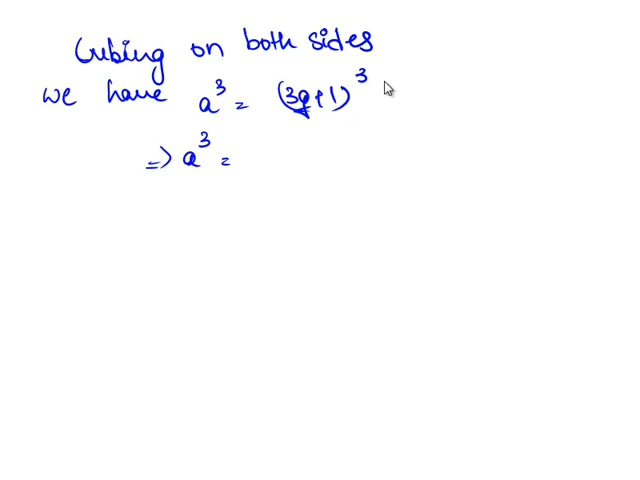 Cubing on both sides
we have a³ = (3q+1)³
=> a³ =